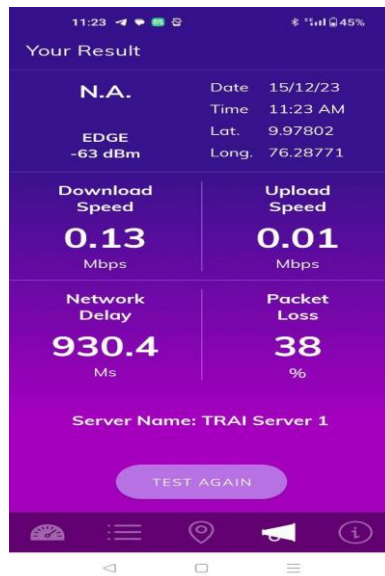 11:23
45%
Your Result
N.A.
EDGE
-63 dBm
Date 15/12/23
Time 11:23 AM
Lat. 9.97802
Long. 76.28771
Download
Speed
0.13
Mbps
Upload
Speed
0.01
Mbps
Network
Delay
930.4
Ms
Packet
Loss
38
%
Server Name: TRAI Server 1
TEST AGAIN